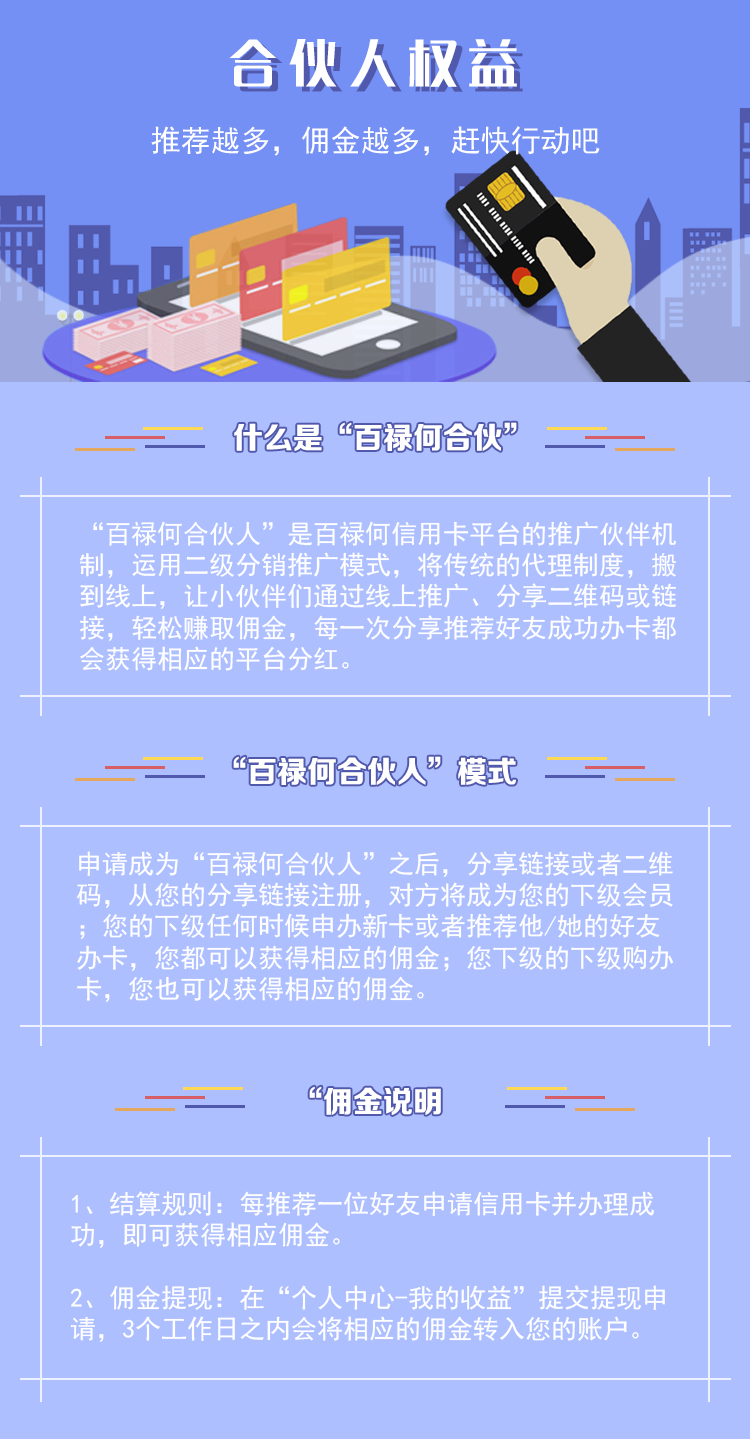 合伙人权益
推荐越多，佣金越多，赶快行动吧
什么是“百禄何合伙”
“百禄何合伙人”是百禄何信用卡平台的推广伙伴机
制，运用二级分销推广模式，将传统的代理制度，搬
到线上，让小伙伴们通过线上推广、分享二维码或链
接，轻松赚取佣金，每一次分享推荐好友成功办卡都
会获得相应的平台分红。
“百禄何合伙人”模式
申请成为“百禄何合伙人”之后，分享链接或者二维
码，从您的分享链接注册，对方将成为您的下级会员
；您的下级任何时候申办新卡或者推荐他/她的好友
办卡，您都可以获得相应的佣金；您下级的下级购办
卡，您也可以获得相应的佣金。
“佣金说明
1、结算规则：每推荐一位好友申请信用卡并办理成
功，即可获得相应佣金。
2、佣金提现：在“个人中心-我的收益”提交提现申
请，3个工作日之内会将相应的佣金转入您的账户。